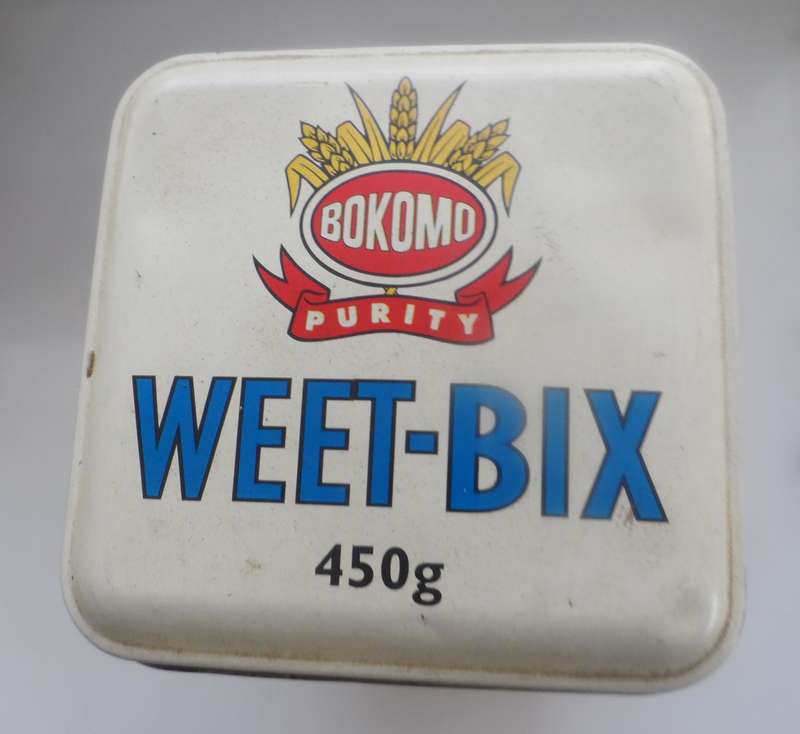 BOKOMO
PURITY
WEET-BIX
450g